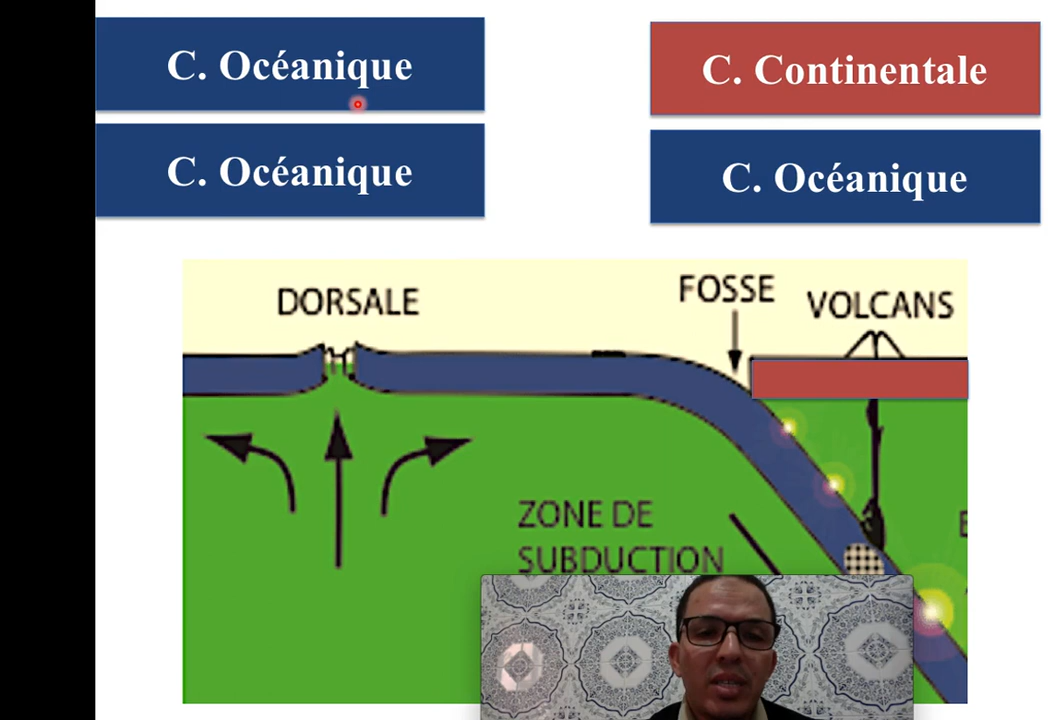 C. Océanique
C. Océanique
C. Continentale
C. Océanique
DORSALE
FOSSE
VOLCANS
ZONE DE
SUBDUCTION